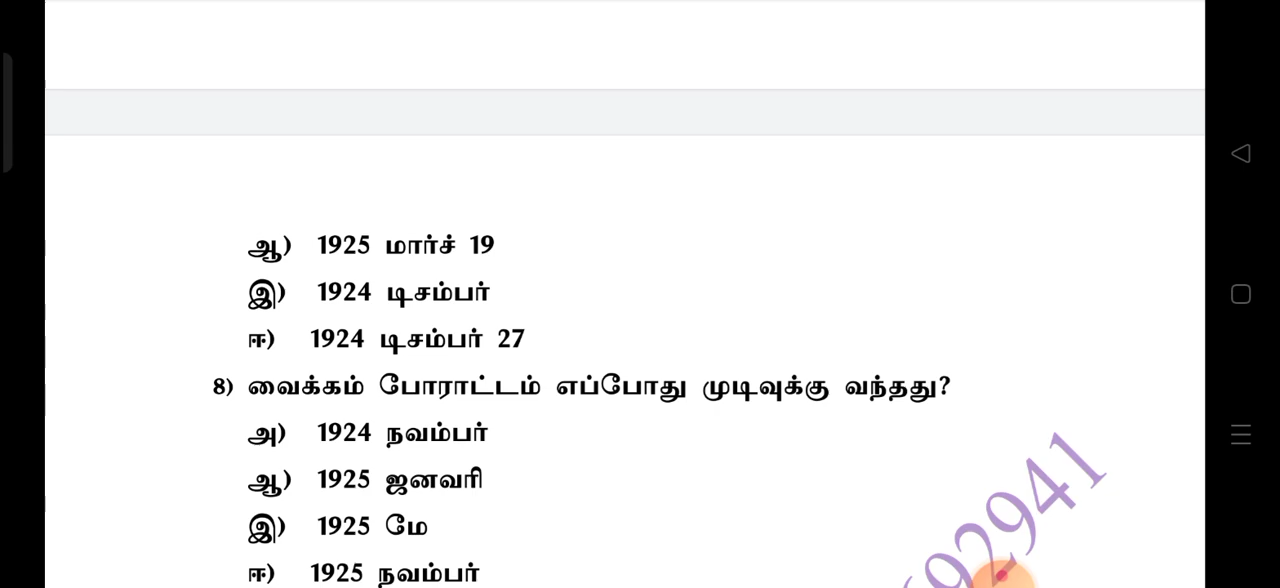 ஆ) 1925 மார்ச் 19
இ) 1924 டிசம்பர்
ஈ) 1924 டிசம்பர் 27
8) வைக்கம் போராட்டம் எப்போது முடிவுக்கு வந்தது?
அ) 1924 நவம்பர்
ஆ) 1925 ஜனவரி
இ) 1925 மே
ஈ) 1925 நவம்பர்
92941